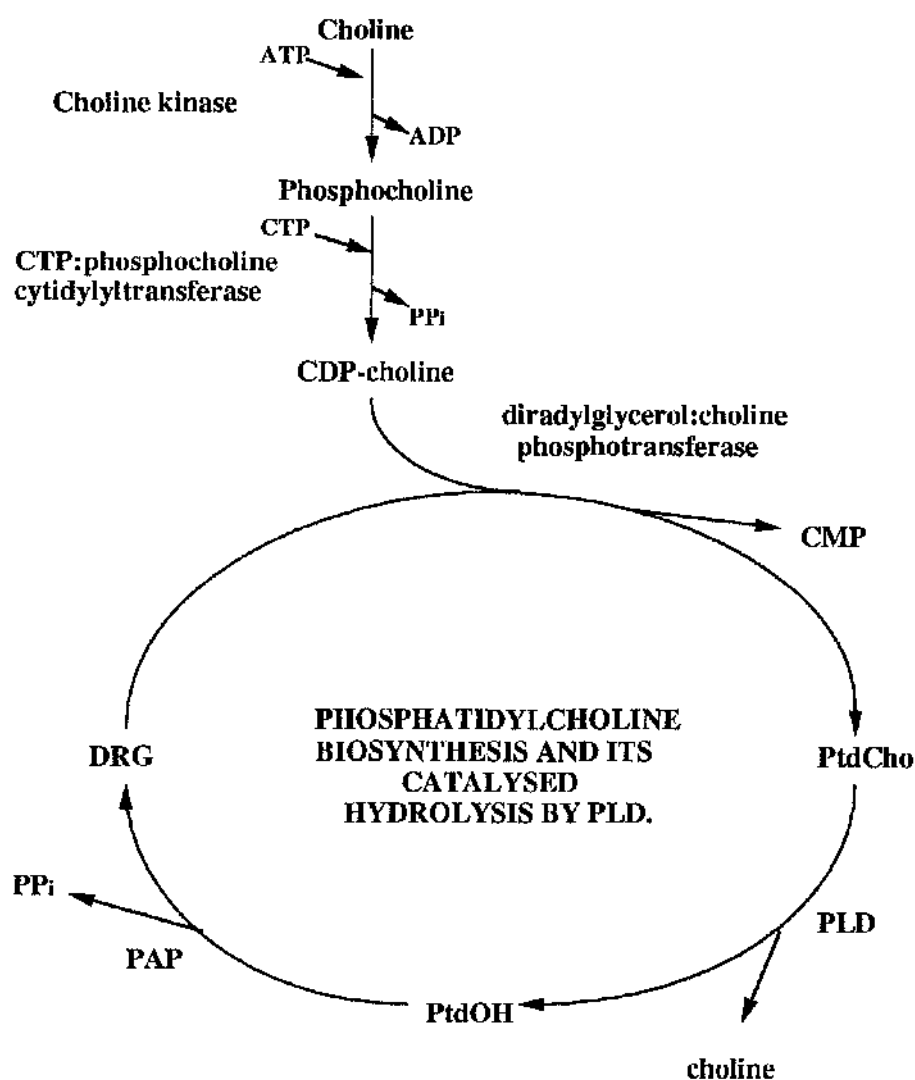 Choline
ATP
Choline kinase
ADP
Phosphocholine
CTP
CTP:phosphocholine
cytidylyltransferase
PPi
CDP-choline
diradylglycerol:choline
phosphotransferase
CMP
PHOSPHATIDYLCHOLINE
BIOSYNTHESIS AND ITS
CATALYSED
HYDROLYSIS BY PLD.
DRG
PtdCho
PPi
PLD
PAP
PtdOH
choline